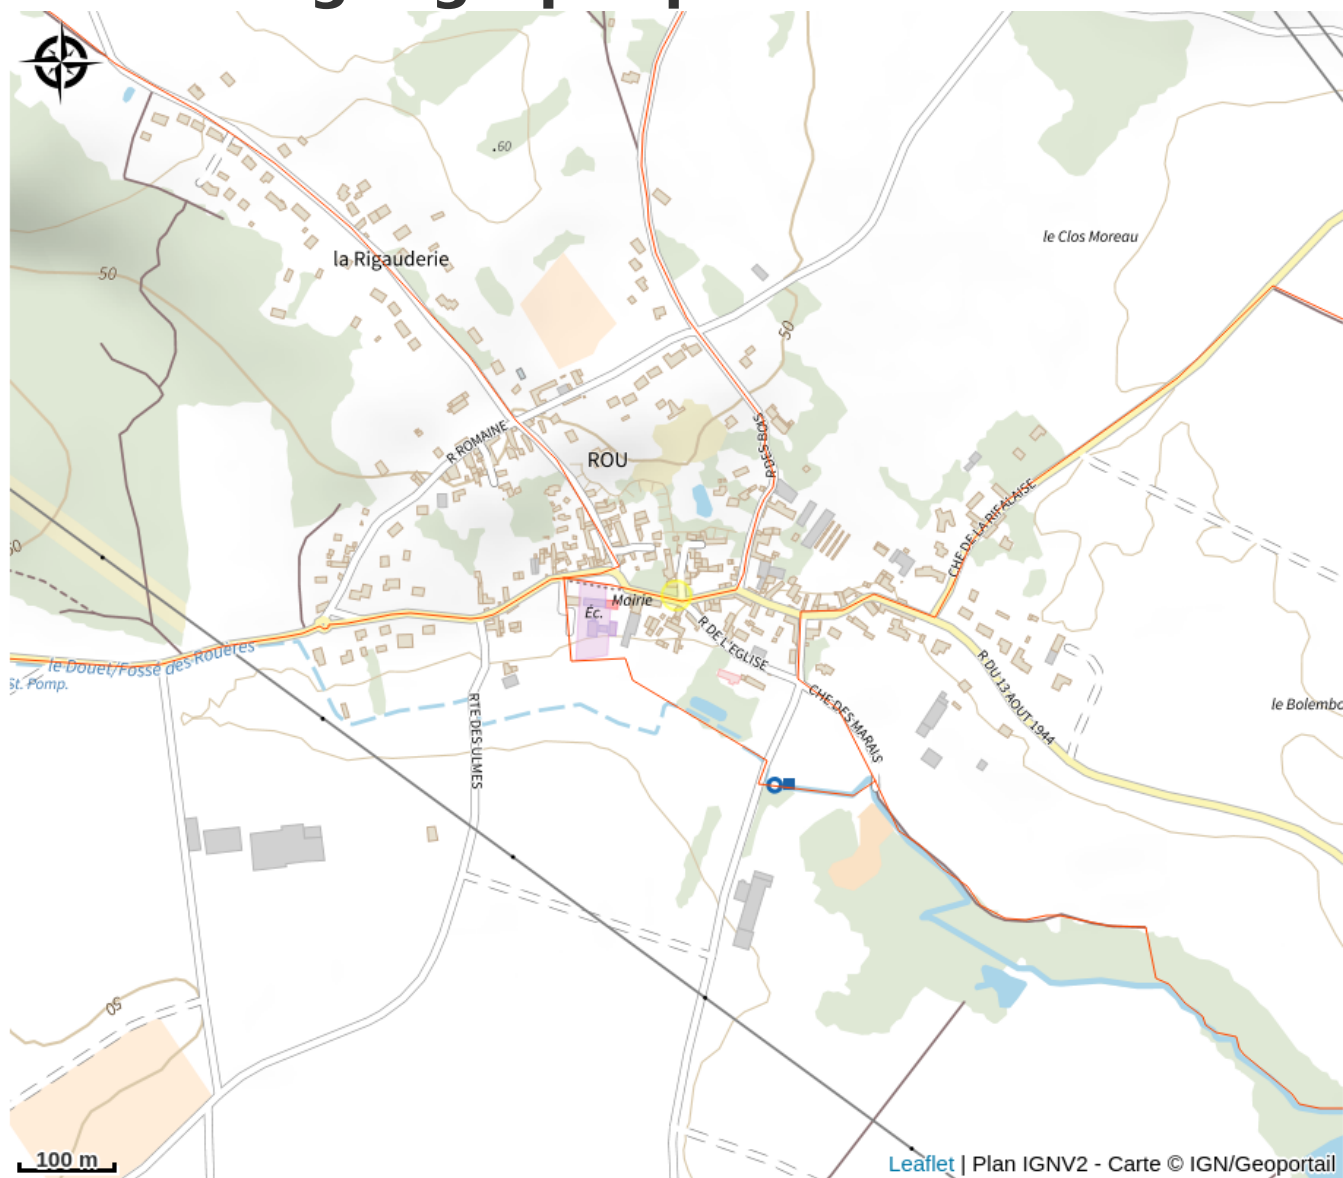 .60
le Clos Moreau
la Rigauderie
50
50
R ROMAINE
R DES BOIS
ROU
CHE DE LA RIFALAISE
50
Mairie
Éc.
R DE L'EGLISE
le Douet/Fossé des Rouères
St. Pomp.
R DU 13 AOUT 1944
CHE DES MARAIS
RTE DES ULMES
le Bolembo
50
100 m
Leaflet | Plan IGNV2 - Carte © IGN/Geoportail